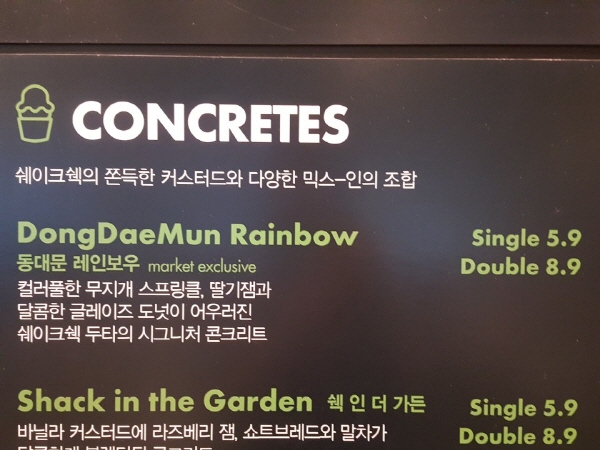 CONCRETES
쉐이크쉑의 쫀득한 커스터드와 다양한 믹스-인의 조합
DongDaeMun Rainbow Single 5.9
동대문 레인보우 market exclusive Double 8.9
컬러풀한 무지개 스프링클, 딸기잼과
달콤한 글레이즈 도넛이 어우러진
쉐이크쉑 두타의 시그니처 콘크리트
Shack in the Garden 쉑 인 더 가든 Single 5.9
바닐라 커스터드에 라즈베리 잼, 쇼트브레드와 말차가 Double 8.9